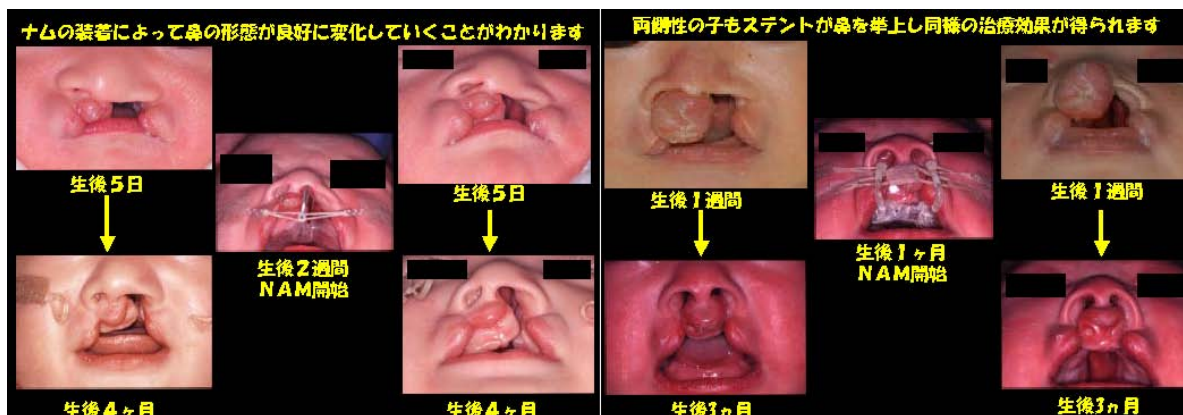 ナムの装着によって鼻の形態が良好に変化していくことがわかります
生後5日
生後5日
生後2週間
NAM開始
生後4ヶ月
生後4ヶ月
両側性の子もステントが鼻を挙上し同様の治療効果が得られます
生後1週間
生後1週間
生後1ヶ月
NAM開始
生後3ヵ月
生後3ヵ月